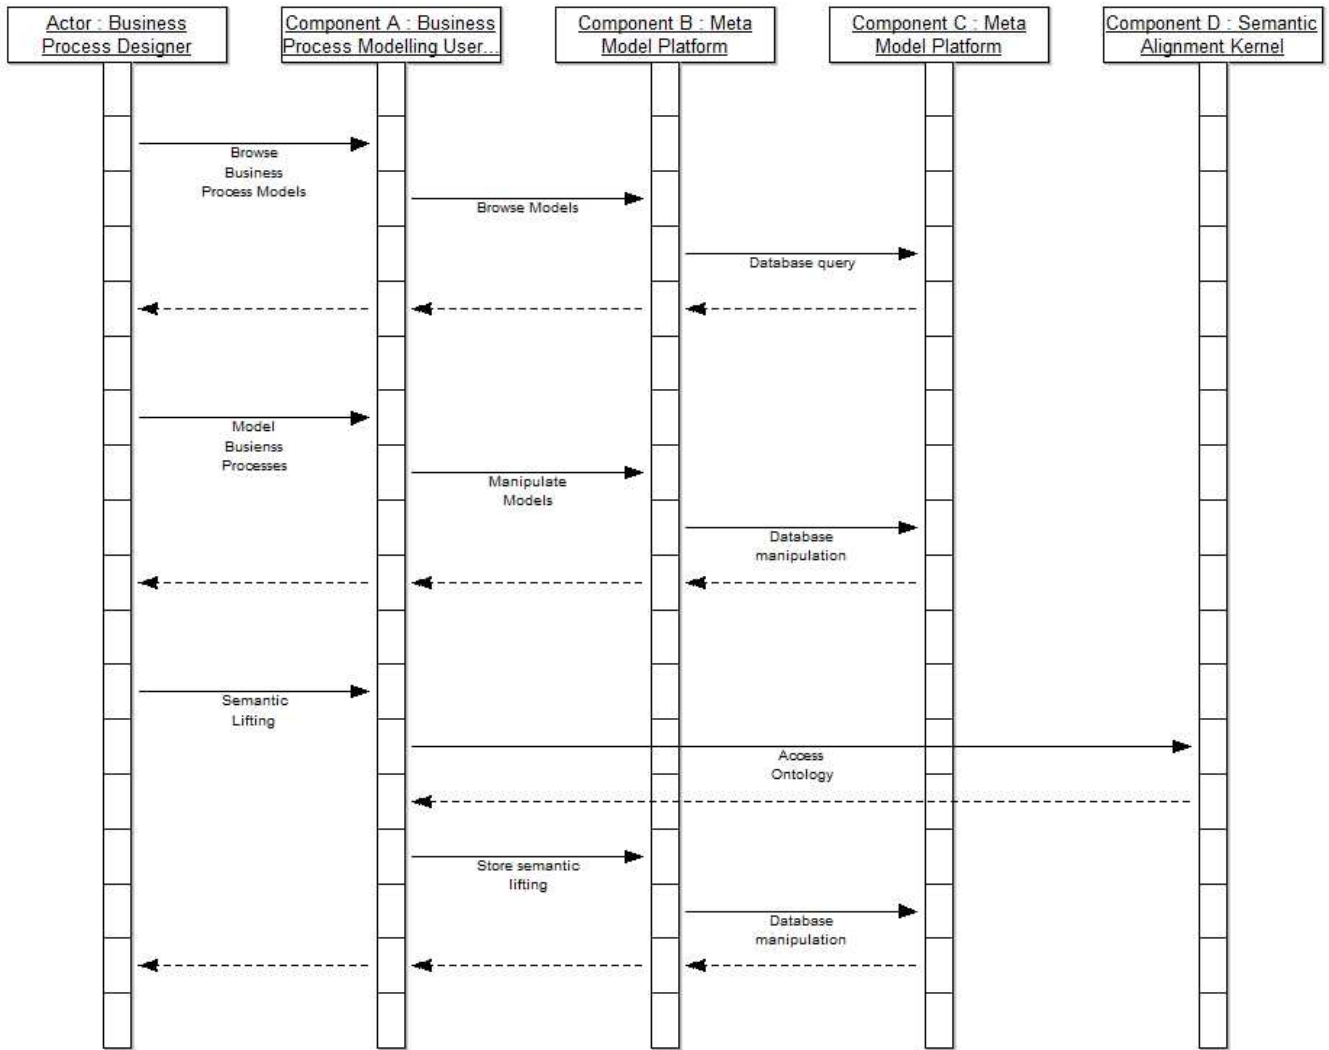 Actor : Business
Process Designer
Component A : Business
Process Modelling User...
Component B : Meta
Model Platform
Component C : Meta
Model Platform
Component D : Semantic
Alignment Kernel
Browse
Business
Process Models
Browse Models
Database query
Model
Busienss
Processes
Manipulate
Models
Database
manipulation
Semantic
Lifting
Access
Ontology
Store semantic
lifting
Database
manipulation